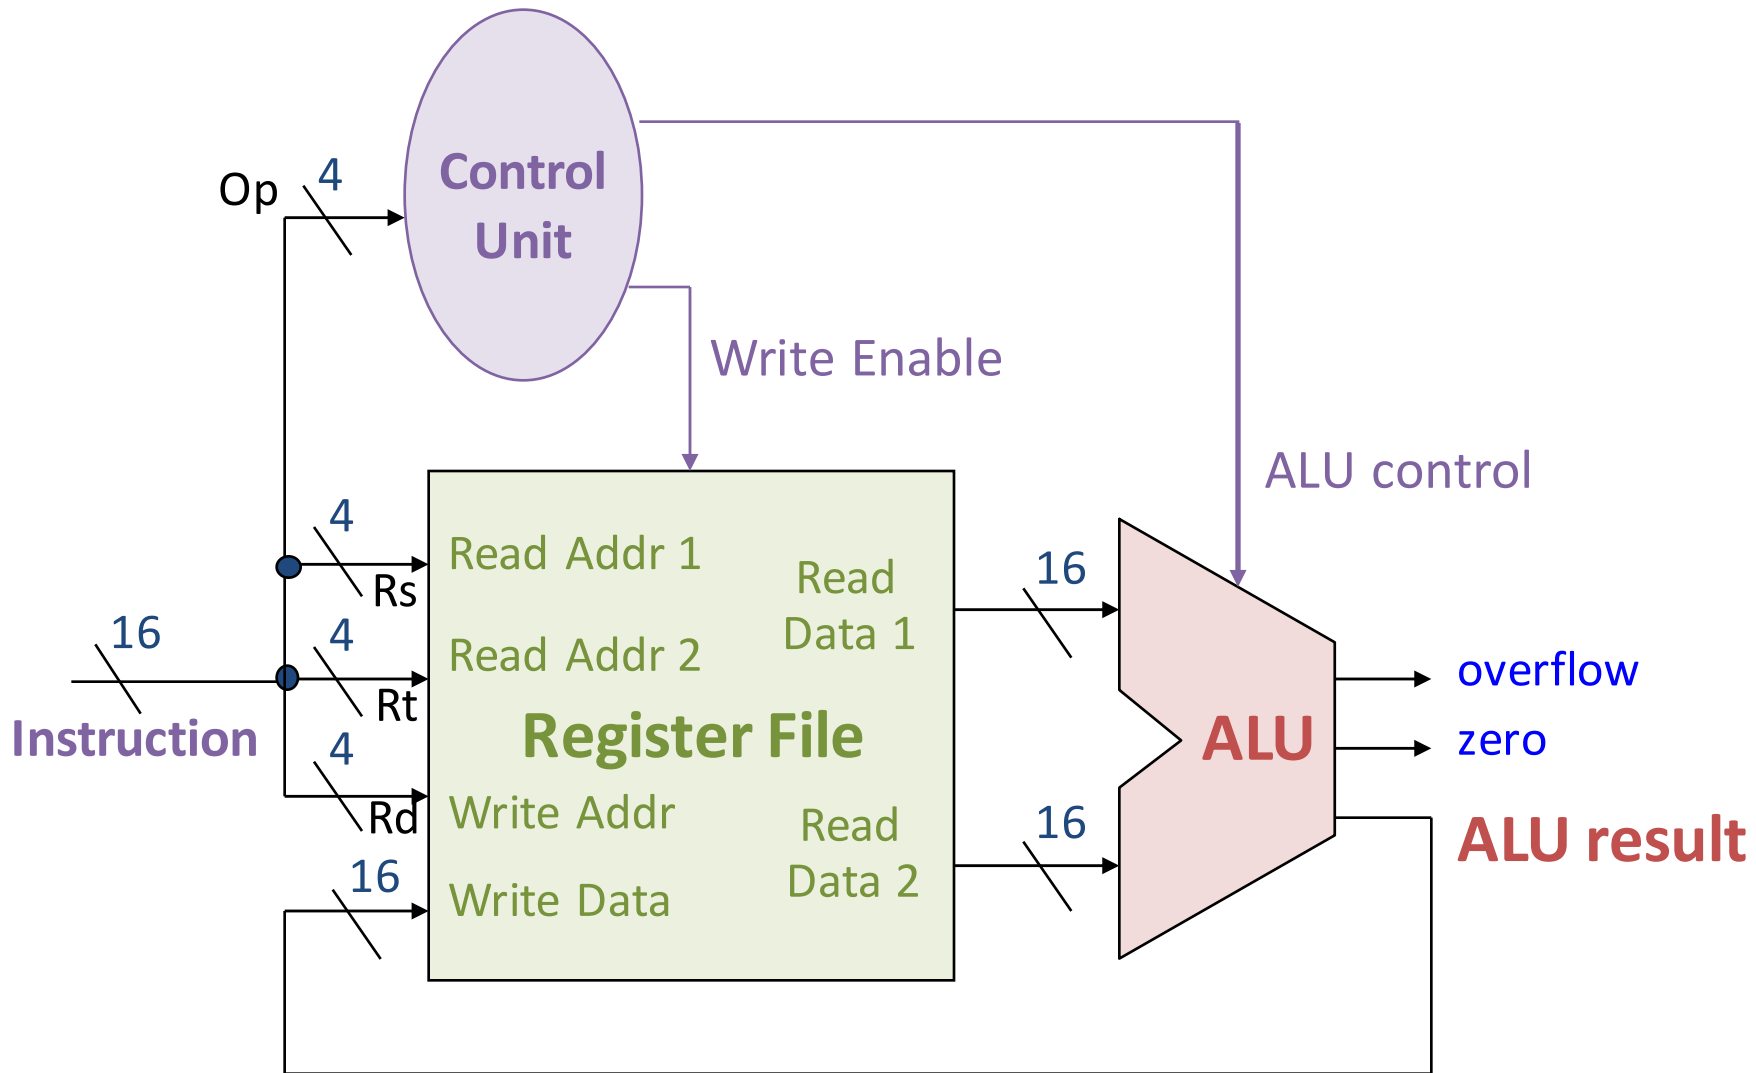 Op
4
Control
Unit
Write Enable
ALU control
4
Read Addr 1
Rs
Read
Data 1
16
16
4
Read Addr 2
Rt
Instruction
Register File
ALU
overflow
zero
4
Write Addr
Rd
Read
Data 2
16
ALU result
16
Write Data